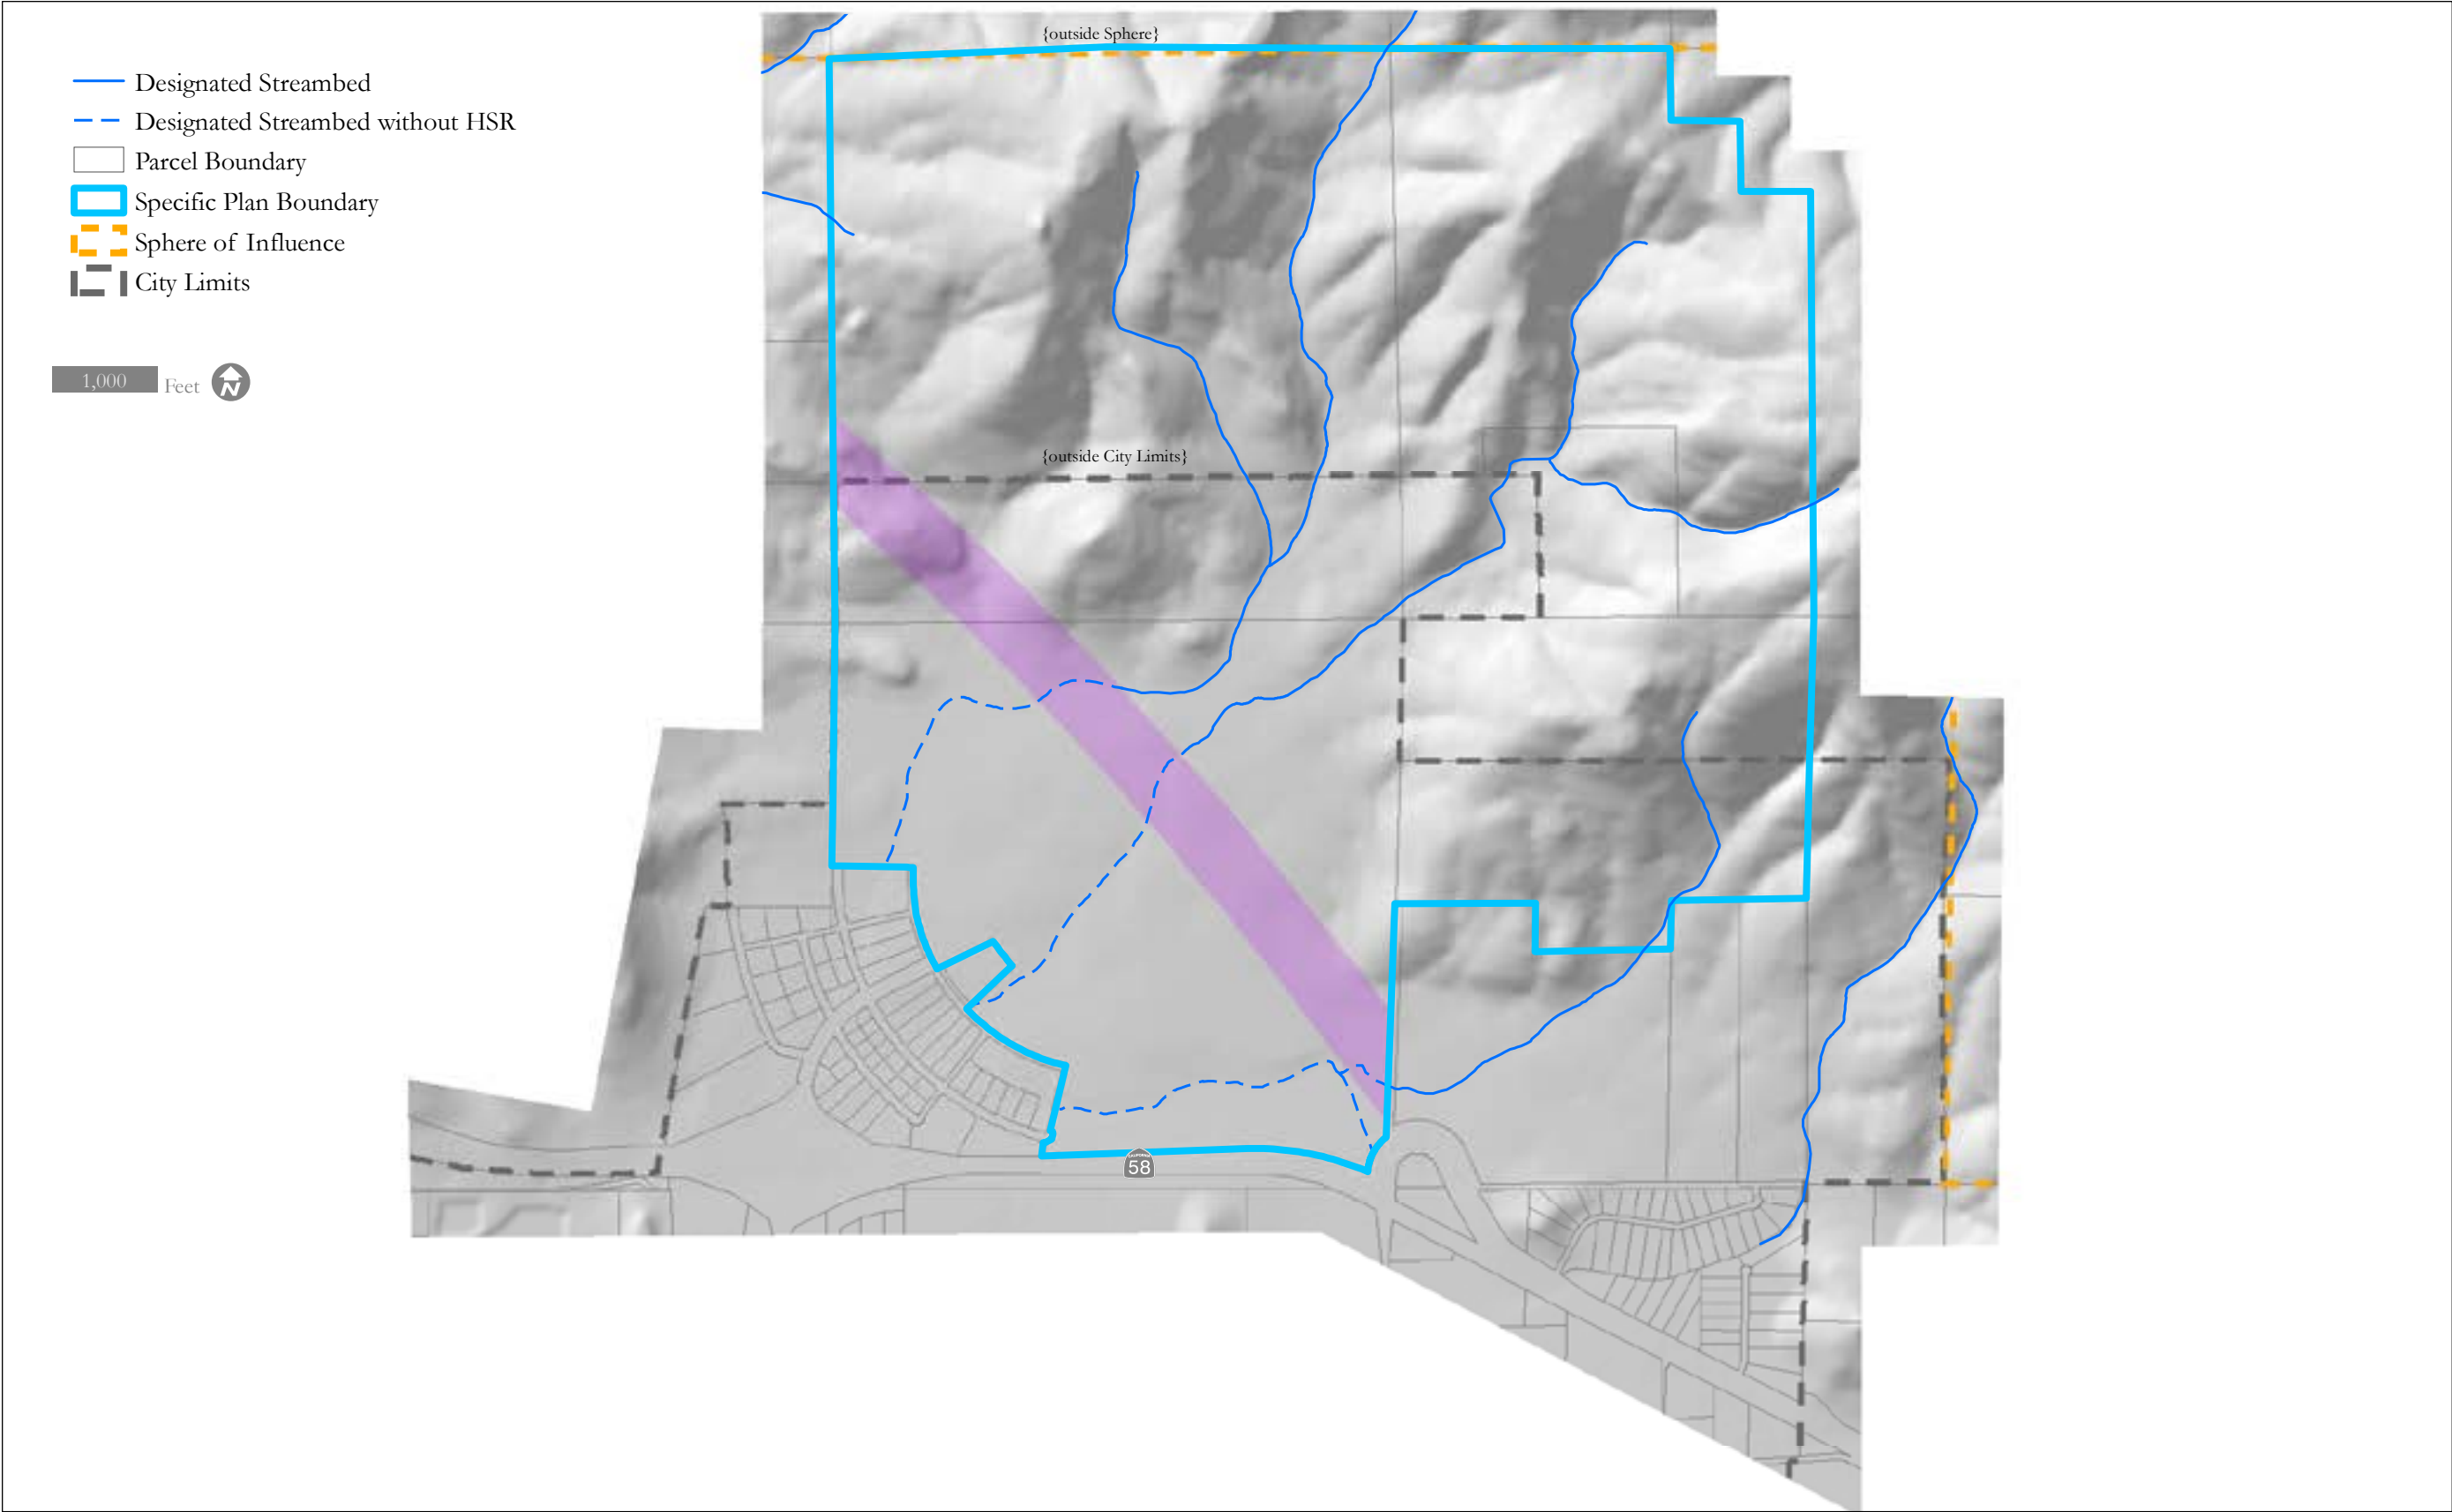 {outside Sphere}
Designated Streambed
Designated Streambed without HSR
Parcel Boundary
Specific Plan Boundary
Sphere of Influence
City Limits
1,000 Feet N
{outside City Limits}
CALIFORNIA
58